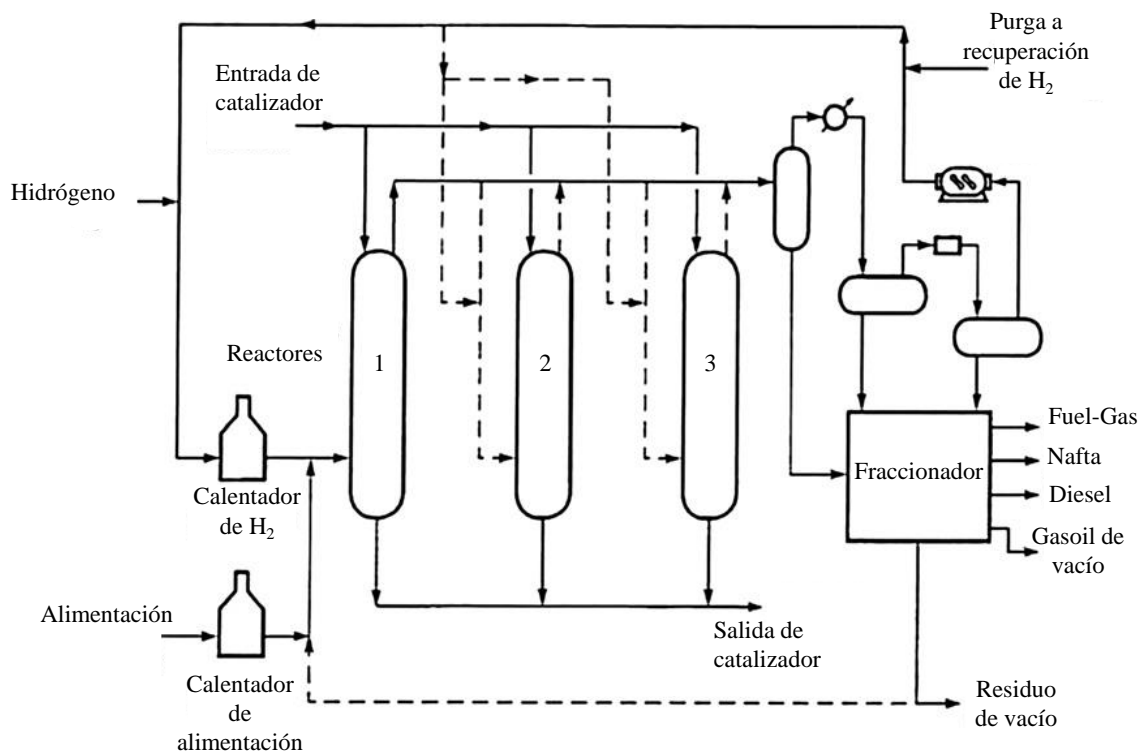 Purga a
recuperación
de H₂
Entrada de
catalizador
Hidrógeno
Reactores
1
2
3
Calentador
de H₂
Fraccionador
Fuel-Gas
Nafta
Diesel
Gasoil de
vacío
Alimentación
Calentador
de
alimentación
Salida de
catalizador
Residuo
de vacío